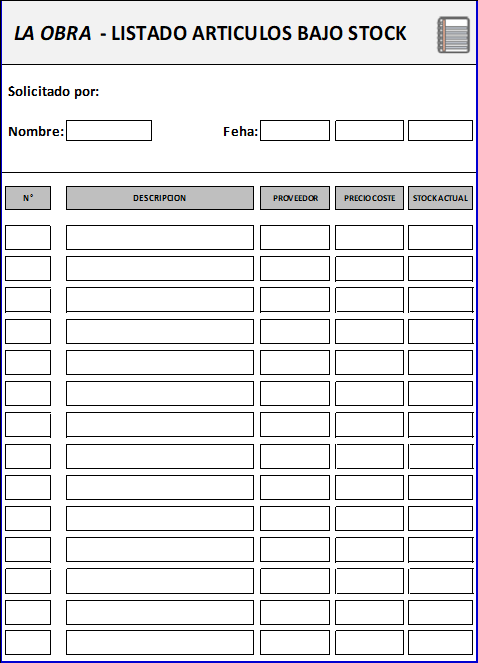 LA OBRA - LISTADO ARTICULOS BAJO STOCK
Solicitado por:
Nombre: Feha:
N° DESCRIPCION PROVEEDOR PRECIO COSTE STOCK ACTUAL